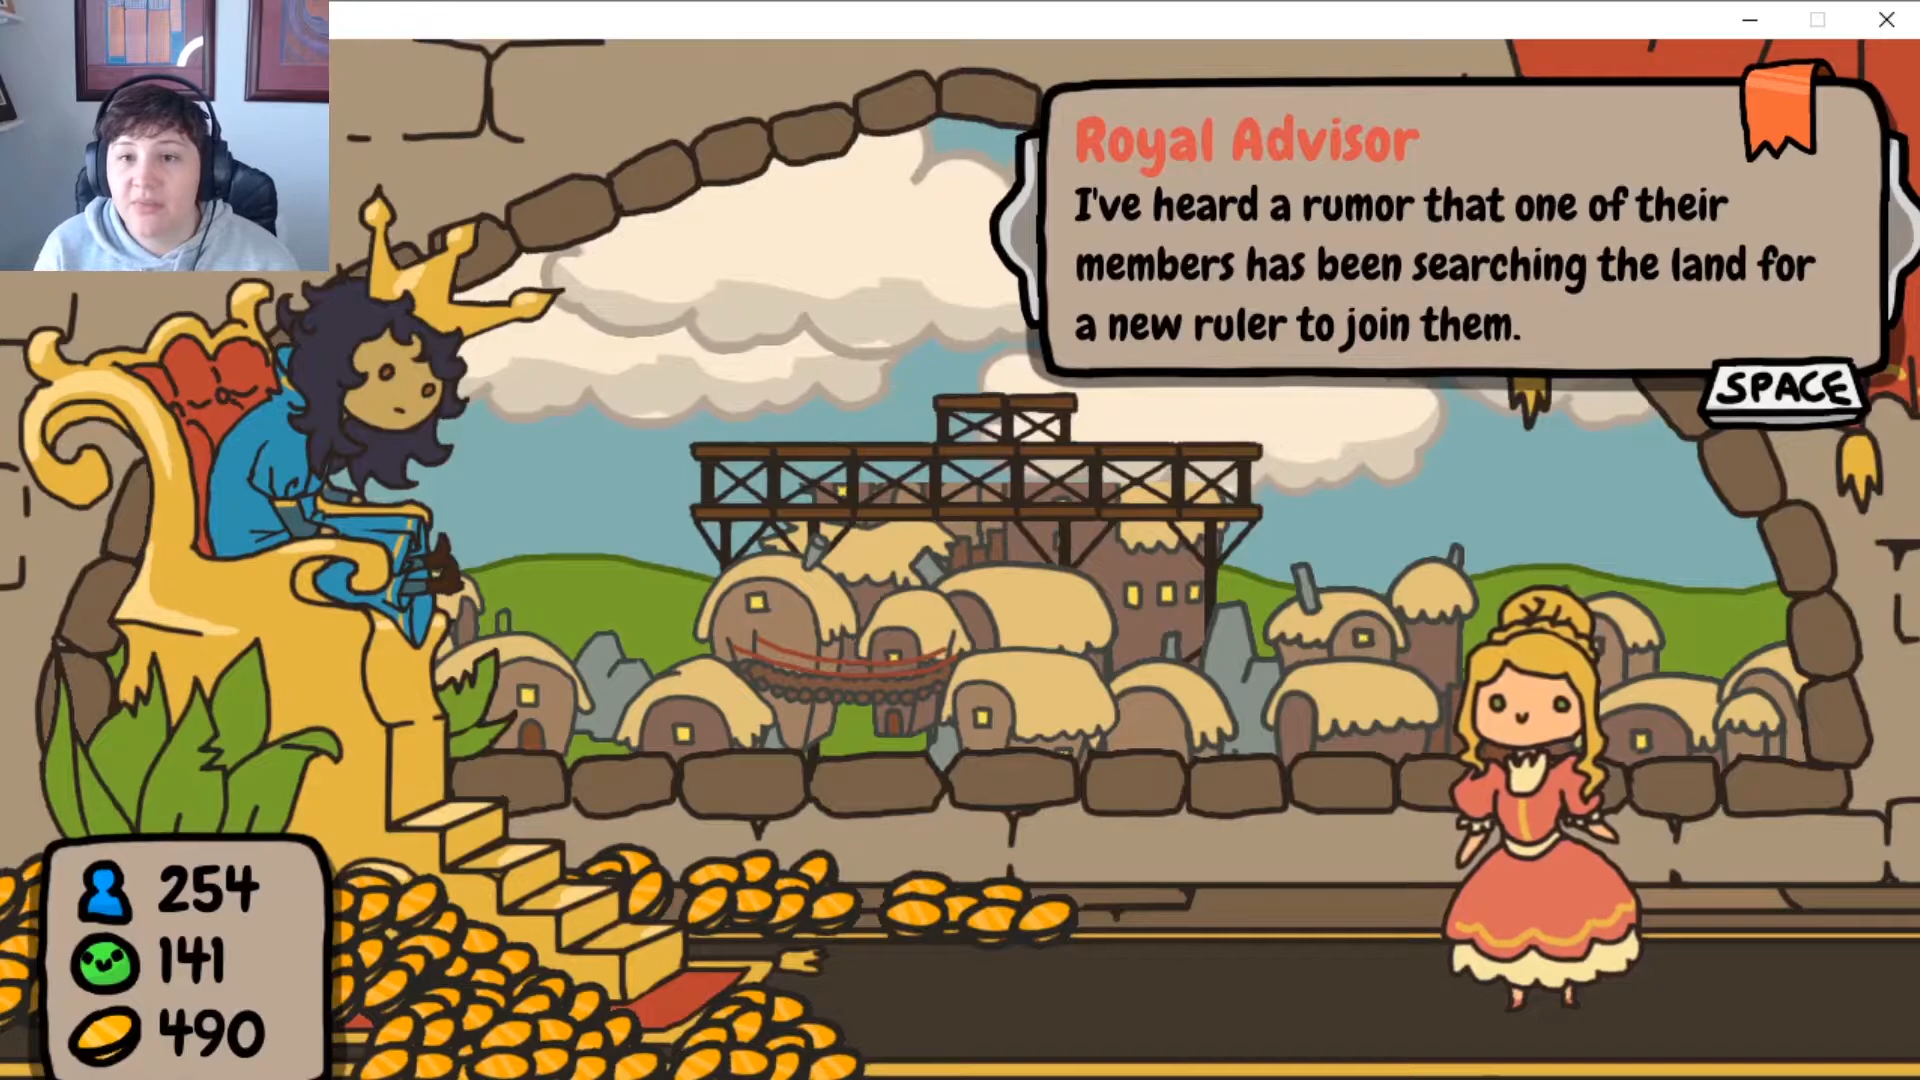 Royal Advisor
I've heard a rumor that one of their
members has been searching the land for
a new ruler to join them.
SPACE
254
141
490